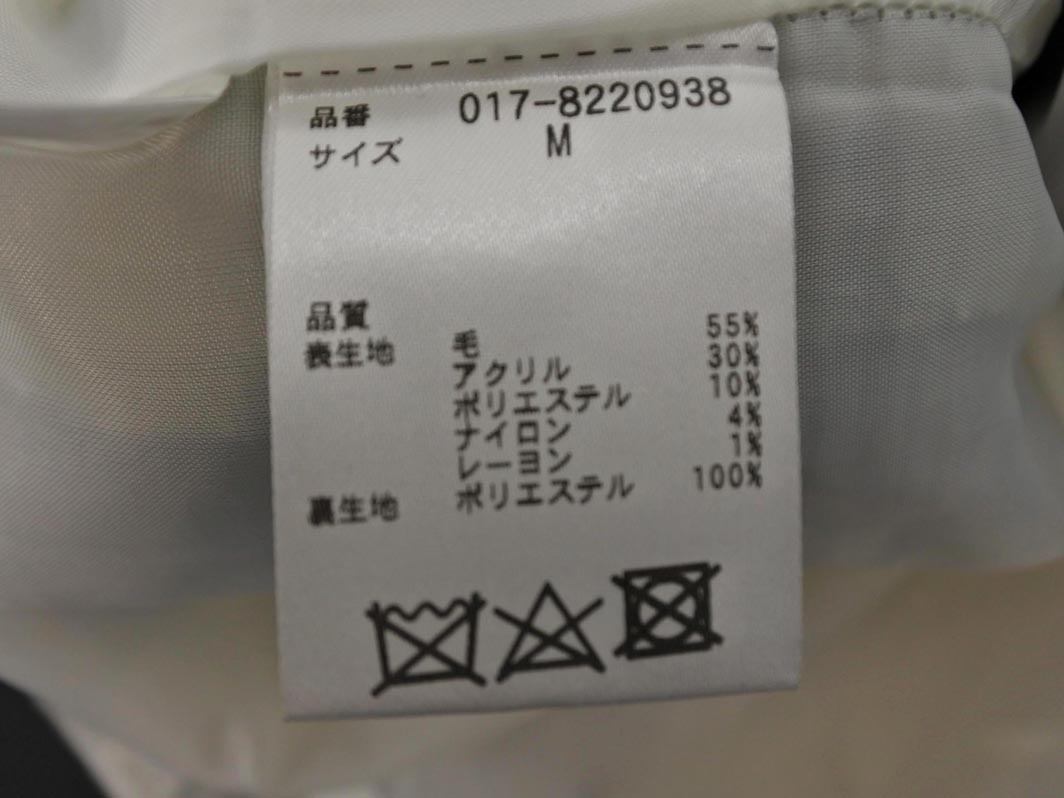 品番 017-8220938
サイズ M
品質
表生地 毛 55%
アクリル 30%
ポリエステル 10%
ナイロン 4%
レーヨン 1%
裏生地 ポリエステル 100%